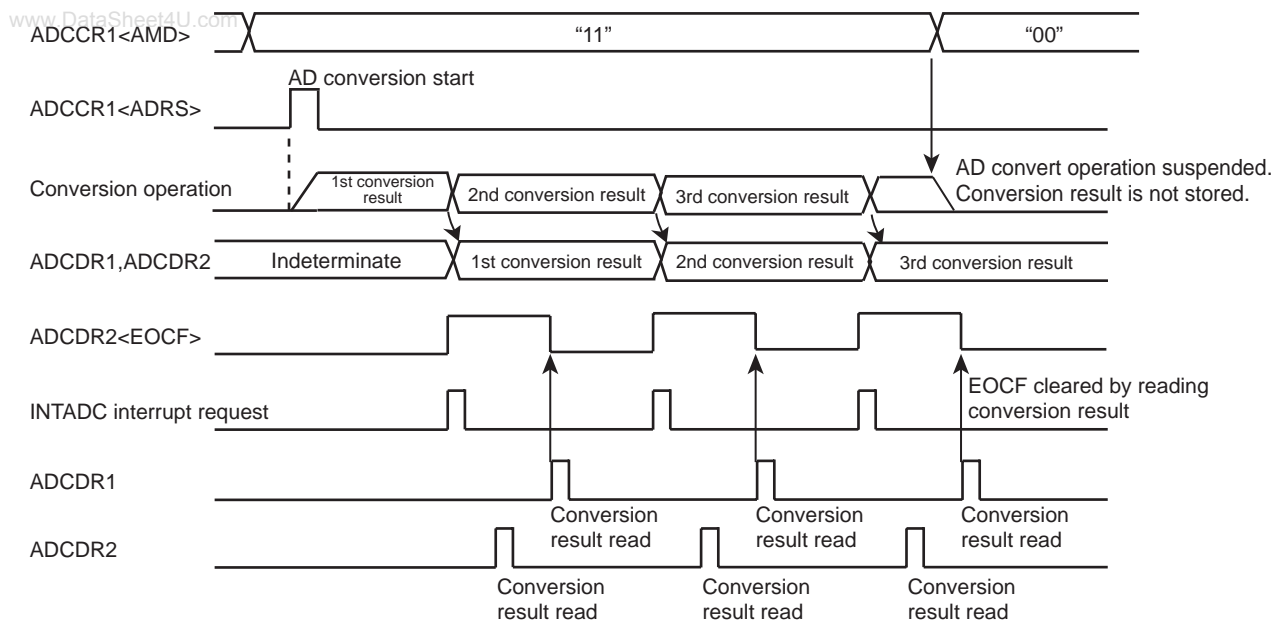 www.DataSheet4U.com
ADCCR1<AMD>
“11”
“00”
AD conversion start
ADCCR1<ADRS>
Conversion operation
1st conversion
result
2nd conversion result
3rd conversion result
AD convert operation suspended.
Conversion result is not stored.
ADCDR1,ADCDR2
Indeterminate
1st conversion result
2nd conversion result
3rd conversion result
ADCDR2<EOCF>
EOCF cleared by reading
conversion result
INTADC interrupt request
ADCDR1
Conversion
result read
Conversion
result read
Conversion
result read
ADCDR2
Conversion
result read
Conversion
result read
Conversion
result read